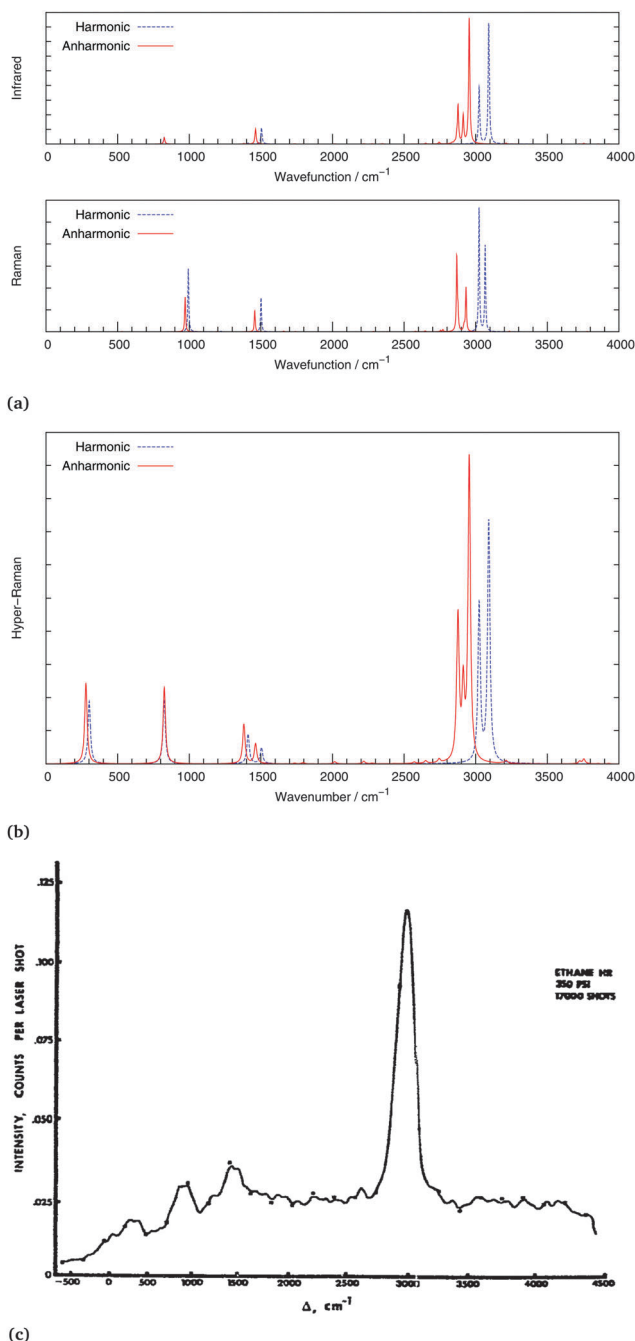 Harmonic
Anharmonic
Infrared
0 500 1000 1500 2000 2500 3000 3500 4000
Wavefunction / cm−1
Harmonic
Anharmonic
Raman
0 500 1000 1500 2000 2500 3000 3500 4000
Wavefunction / cm−1
(a)
Harmonic
Anharmonic
Hyper−Raman
0 500 1000 1500 2000 2500 3000 3500 4000
Wavenumber / cm−1
(b)
.125
.100
.075
.050
.025
0
INTENSITY, COUNTS PER LASER SHOT
ETHANE HR
350 PSI
17000 SHOTS
−500 0 500 1000 1500 2000 2500 3000 3500 4000 4500
Δ, cm−1
(c)